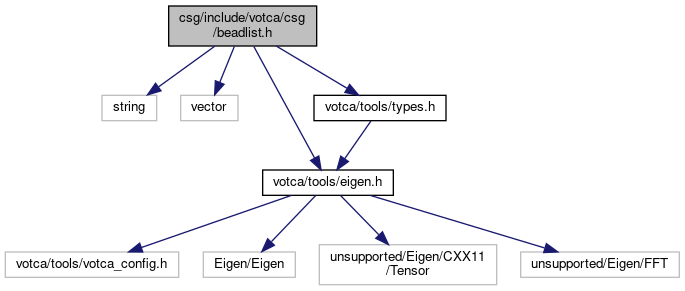 csg/include/votca/csg
/beadlist.h
string
vector
votca/tools/types.h
votca/tools/eigen.h
votca/tools/votca_config.h
Eigen/Eigen
unsupported/Eigen/CXX11
/Tensor
unsupported/Eigen/FFT